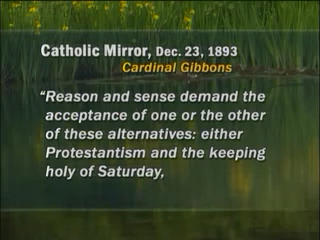 Catholic Mirror, Dec. 23, 1893
Cardinal Gibbons
“Reason and sense demand the
acceptance of one or the other
of these alternatives: either
Protestantism and the keeping
holy of Saturday,